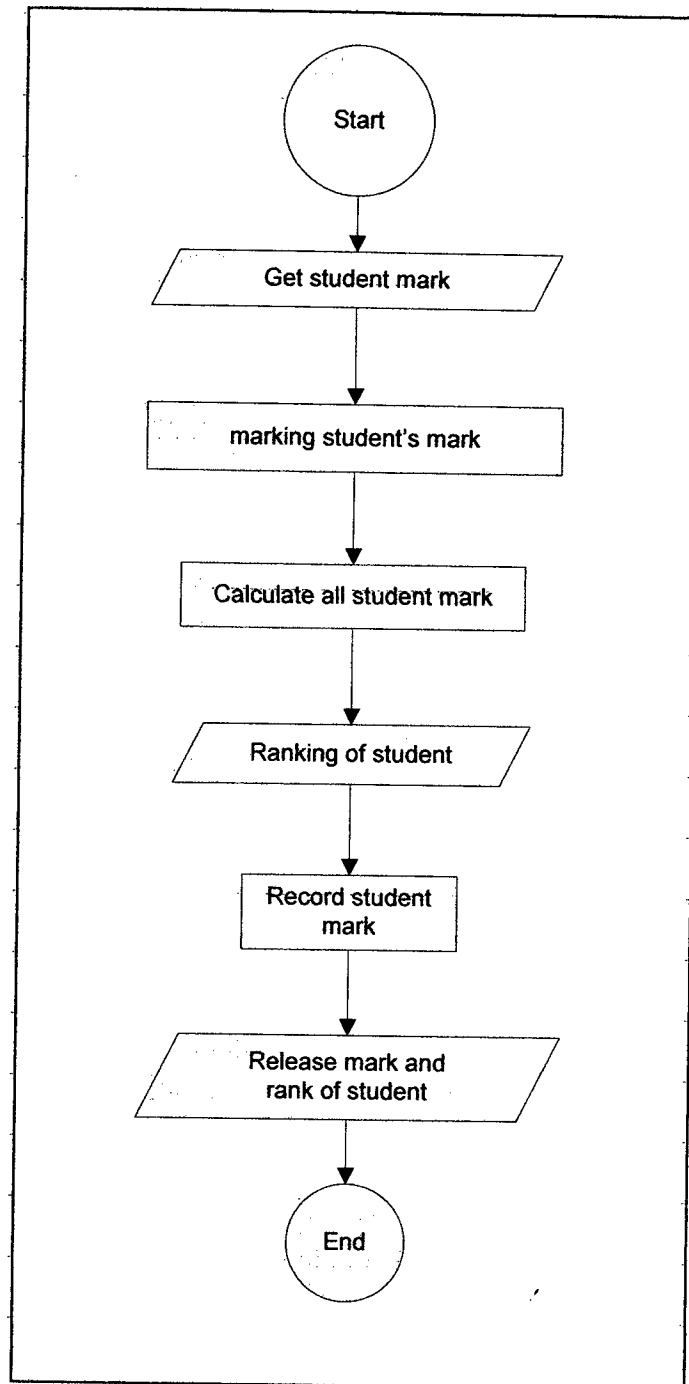 Start
Get student mark
marking student's mark
Calculate all student mark
Ranking of student
Record student
mark
Release mark and
rank of student
End